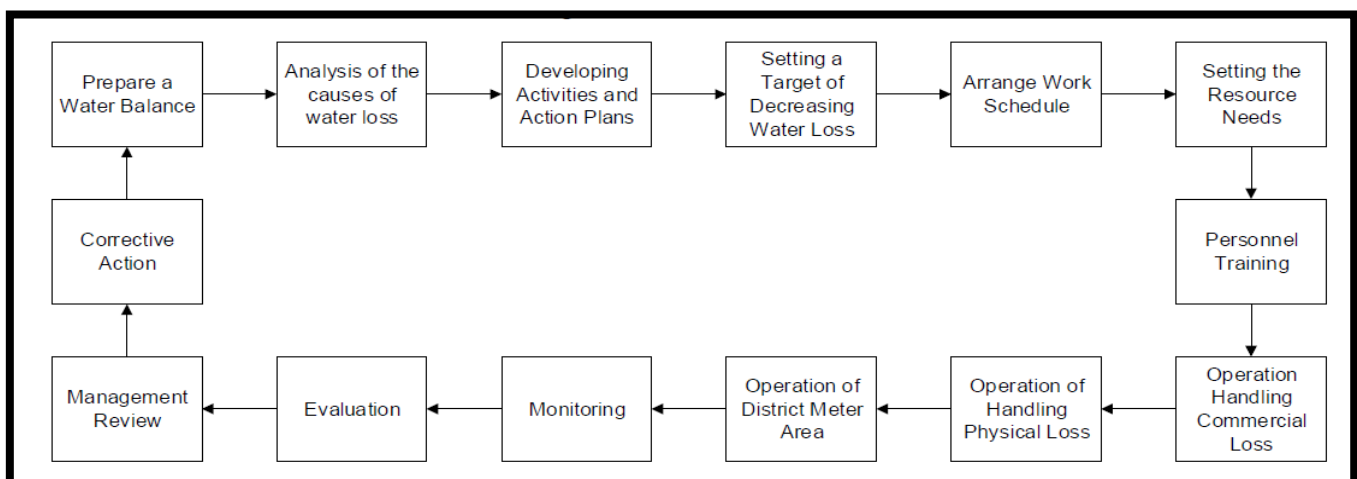 Prepare a
Water Balance
Analysis of the
causes of
water loss
Developing
Activities and
Action Plans
Setting a
Target of
Decreasing
Water Loss
Arrange Work
Schedule
Setting the
Resource
Needs
Personnel
Training
Operation
Handling
Commercial
Loss
Operation of
Handling
Physical Loss
Operation of
District Meter
Area
Monitoring
Evaluation
Management
Review
Corrective
Action